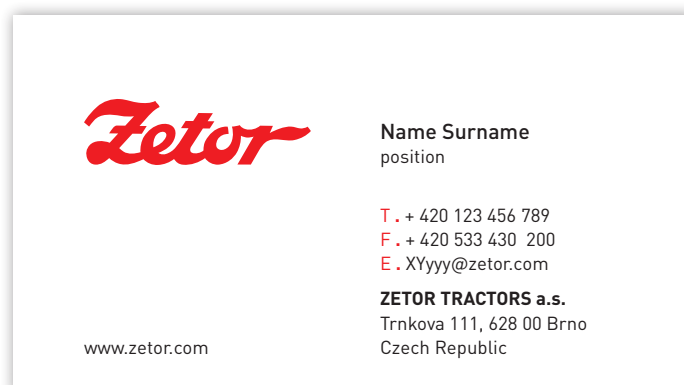 Zetor
Name Surname
position
T. + 420 123 456 789
F. + 420 533 430  200
E. XYyyy@zetor.com
ZETOR TRACTORS a.s.
Trnkova 111, 628 00 Brno
Czech Republic
www.zetor.com